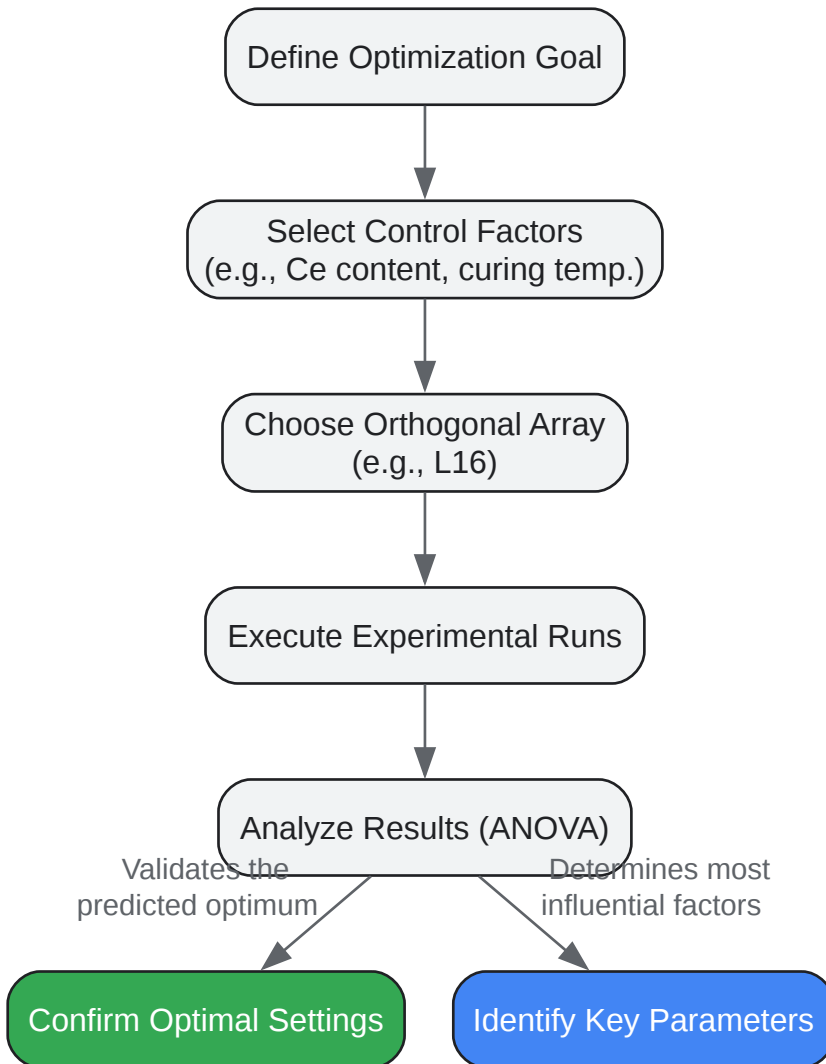 Define Optimization Goal
Select Control Factors
(e.g., Ce content, curing temp.)
Choose Orthogonal Array
(e.g., L16)
Execute Experimental Runs
Analyze Results (ANOVA)
Validates the
predicted optimum
Determines most
influential factors
Confirm Optimal Settings
Identify Key Parameters